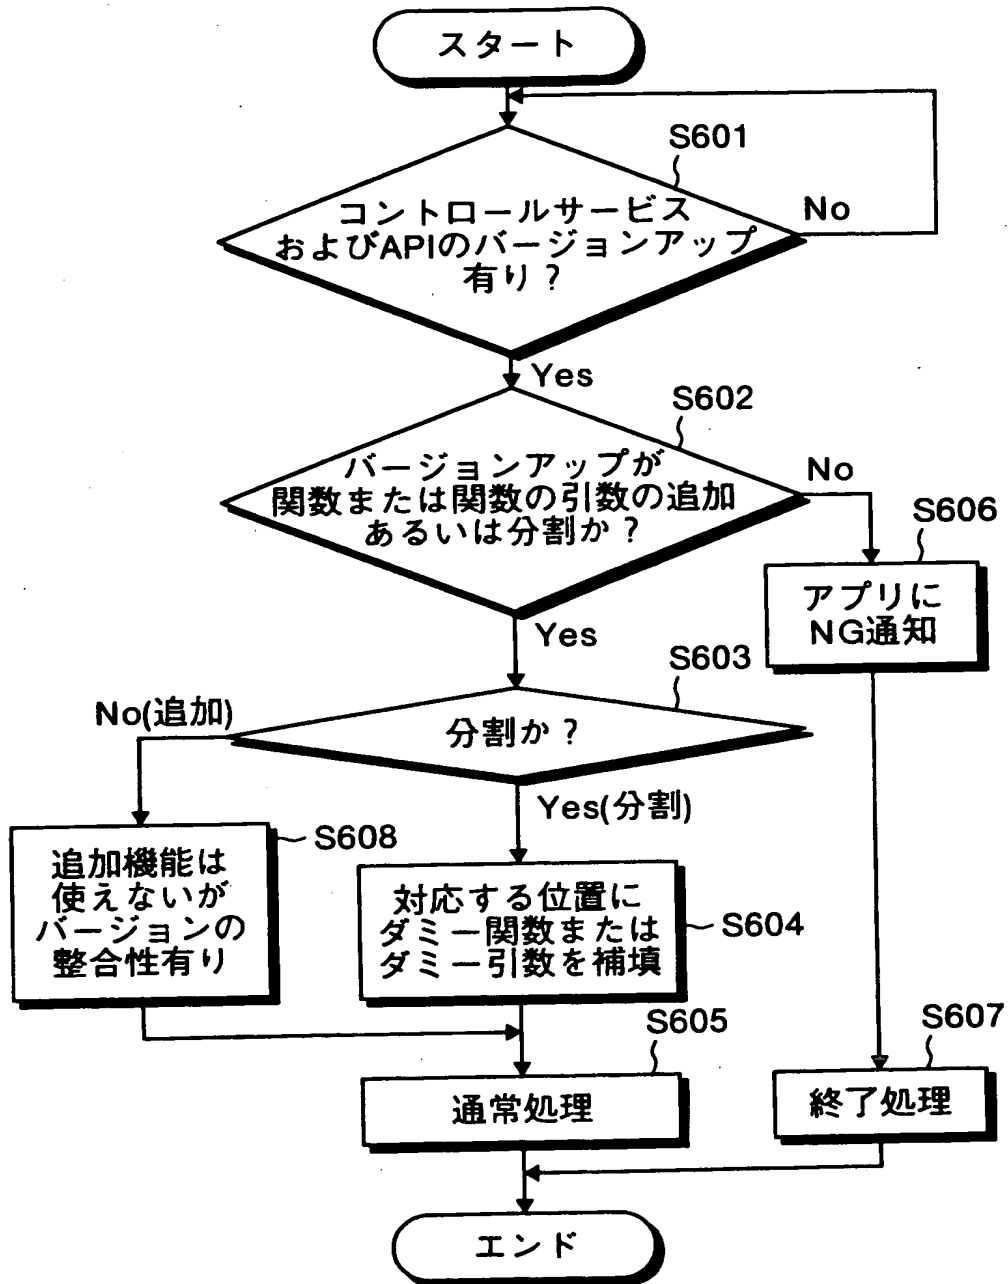 スタート
S601
コントロールサービス
およびAPIのバージョンアップ
有り?
No
Yes
S602
バージョンアップが
関数または関数の引数の追加
あるいは分割か?
No
S606
アプリに
NG通知
Yes
S603
No(追加)
分割か?
Yes(分割)
S608
追加機能は
使えないが
バージョンの
整合性有り
対応する位置に
ダミー関数または
ダミー引数を補填
S604
S605
通常処理
S607
終了処理
エンド